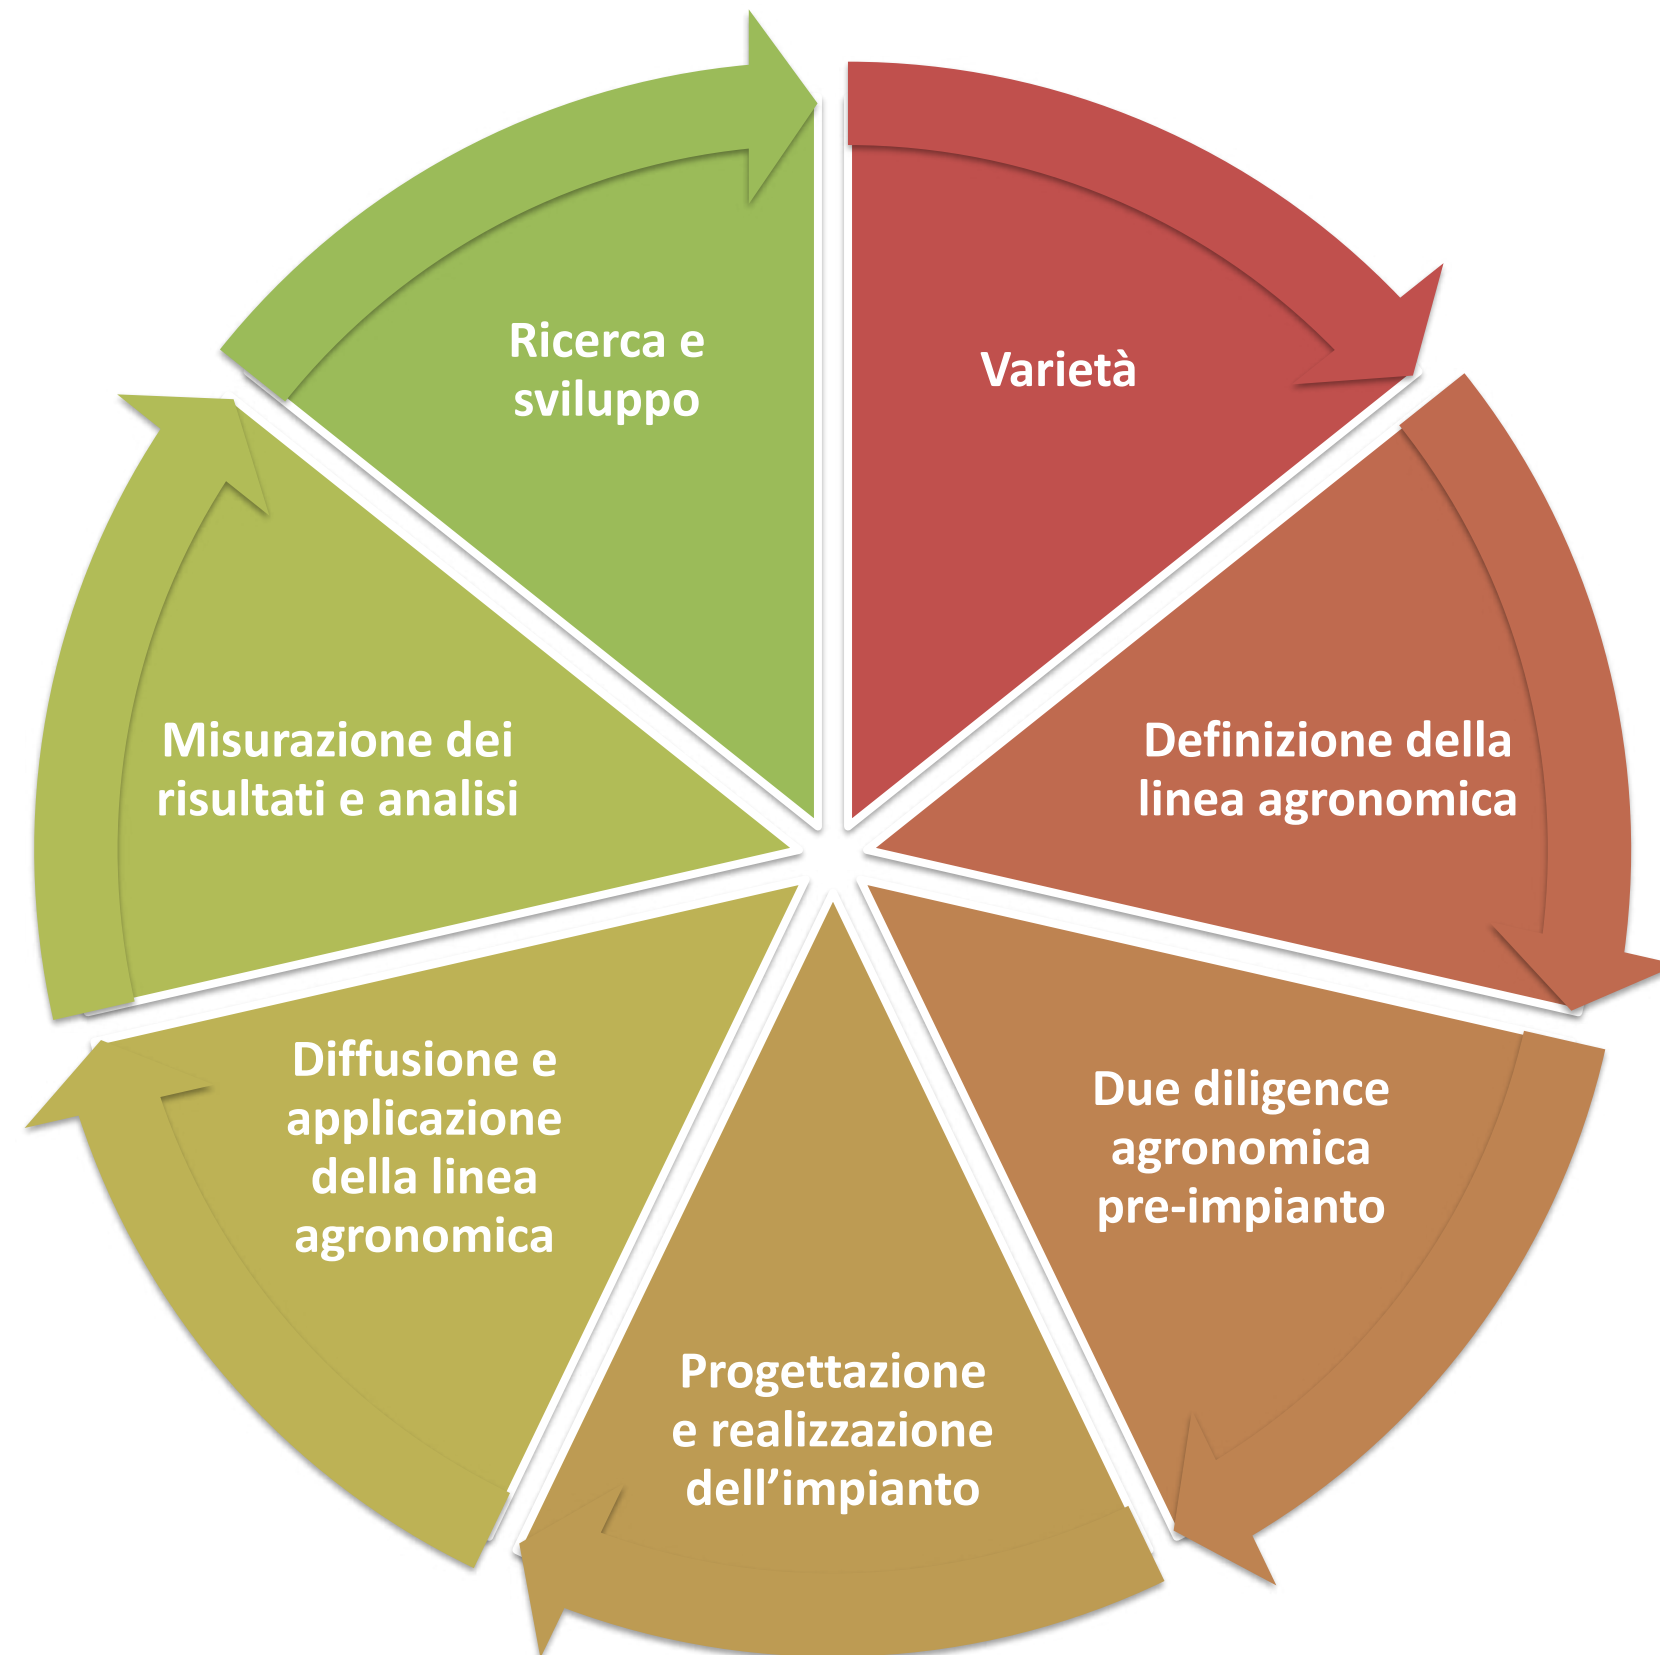 Varietà
Definizione della
linea agronomica
Due diligence
agronomica
pre-impianto
Progettazione
e realizzazione
dell’impianto
Diffusione e
applicazione
della linea
agronomica
Misurazione dei
risultati e analisi
Ricerca e
sviluppo